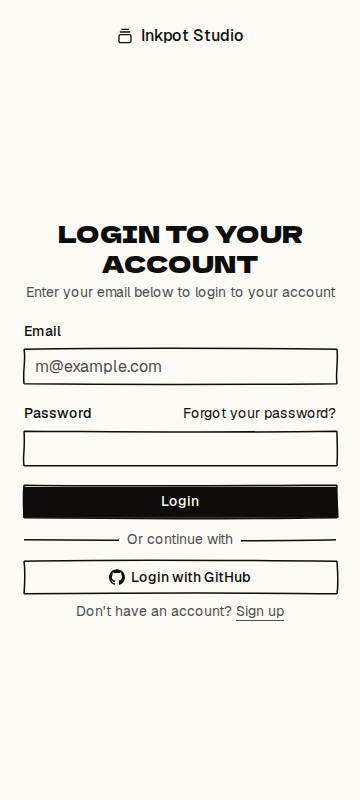 Inkpot Studio
LOGIN TO YOUR
ACCOUNT
Enter your email below to login to your account
Email
m@example.com
Password Forgot your password?
Login
Or continue with
Login with GitHub
Don't have an account? Sign up